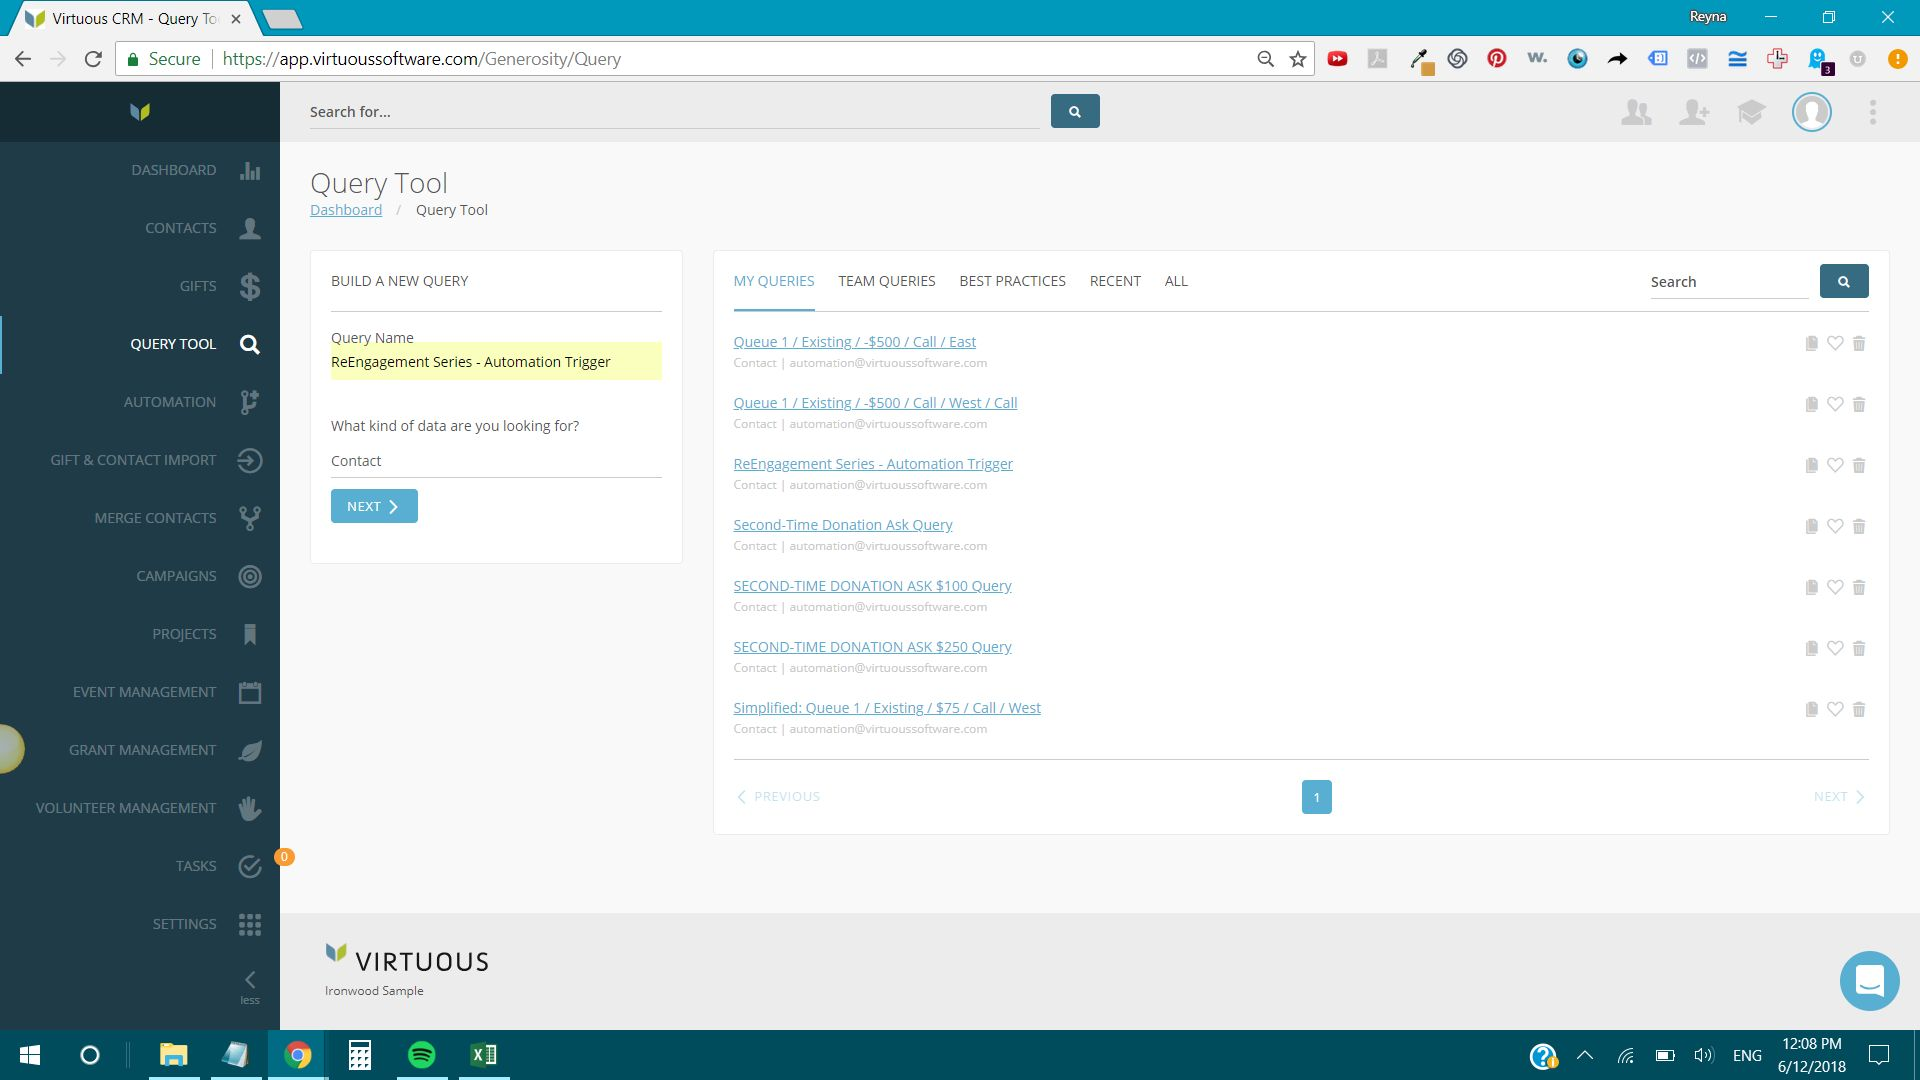 Virtuous CRM - Query To
Reyna
Secure
https://app.virtuoussoftware.com/Generosity/Query
w.
3
Search for...
DASHBOARD
CONTACTS
GIFTS
QUERY TOOL
AUTOMATION
GIFT & CONTACT IMPORT
MERGE CONTACTS
CAMPAIGNS
PROJECTS
EVENT MANAGEMENT
GRANT MANAGEMENT
VOLUNTEER MANAGEMENT
TASKS
0
SETTINGS
less
Query Tool
Dashboard / Query Tool
BUILD A NEW QUERY
Query Name
ReEngagement Series - Automation Trigger
What kind of data are you looking for?
Contact
NEXT
MY QUERIES TEAM QUERIES BEST PRACTICES RECENT ALL
Search
Queue 1 / Existing / -$500 / Call / East
Contact | automation@virtuoussoftware.com
Queue 1 / Existing / -$500 / Call / West / Call
Contact | automation@virtuoussoftware.com
ReEngagement Series - Automation Trigger
Contact | automation@virtuoussoftware.com
Second-Time Donation Ask Query
Contact | automation@virtuoussoftware.com
SECOND-TIME DONATION ASK $100 Query
Contact | automation@virtuoussoftware.com
SECOND-TIME DONATION ASK $250 Query
Contact | automation@virtuoussoftware.com
Simplified: Queue 1 / Existing / $75 / Call / West
Contact | automation@virtuoussoftware.com
PREVIOUS
1
NEXT
VIRTUOUS
Ironwood Sample
ENG
12:08 PM
6/12/2018